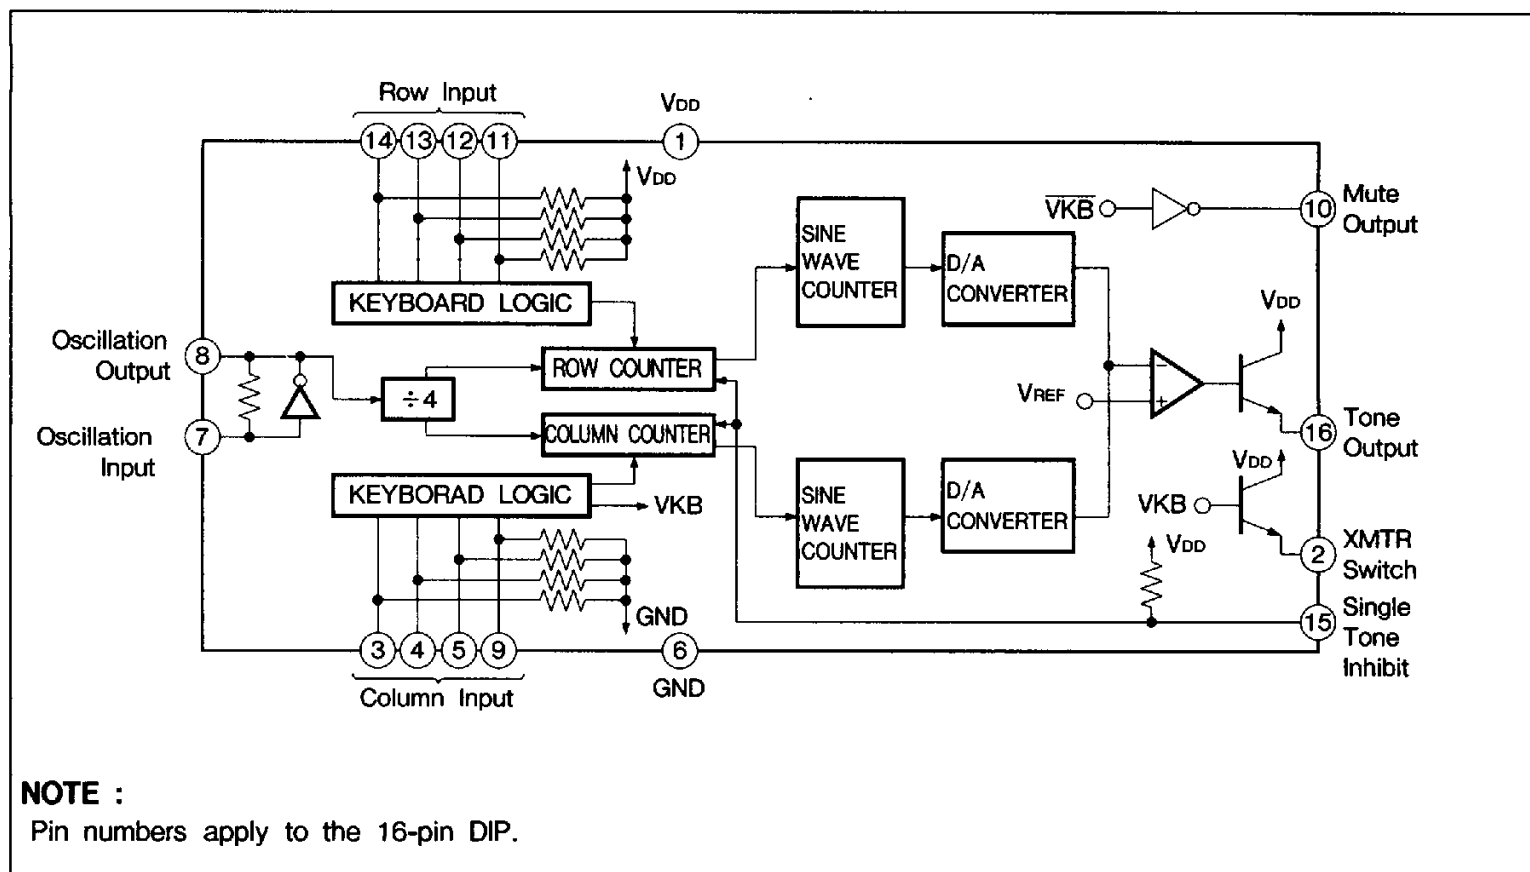 Row Input
VDD
14 13 12 11
1
VDD
VKB
10
Mute
Output
SINE
WAVE
COUNTER
D/A
CONVERTER
KEYBOARD LOGIC
VDD
Oscillation
Output
8
ROW COUNTER
÷4
VREF
−
+
Oscillation
Input
7
COLUMN COUNTER
16
Tone
Output
VDD
KEYBORAD LOGIC
VKB
SINE
WAVE
COUNTER
D/A
CONVERTER
VKB
VDD
2
XMTR
Switch
GND
15
Single
Tone
Inhibit
3 4 5 9
6
GND
Column Input
NOTE :
Pin numbers apply to the 16-pin DIP.